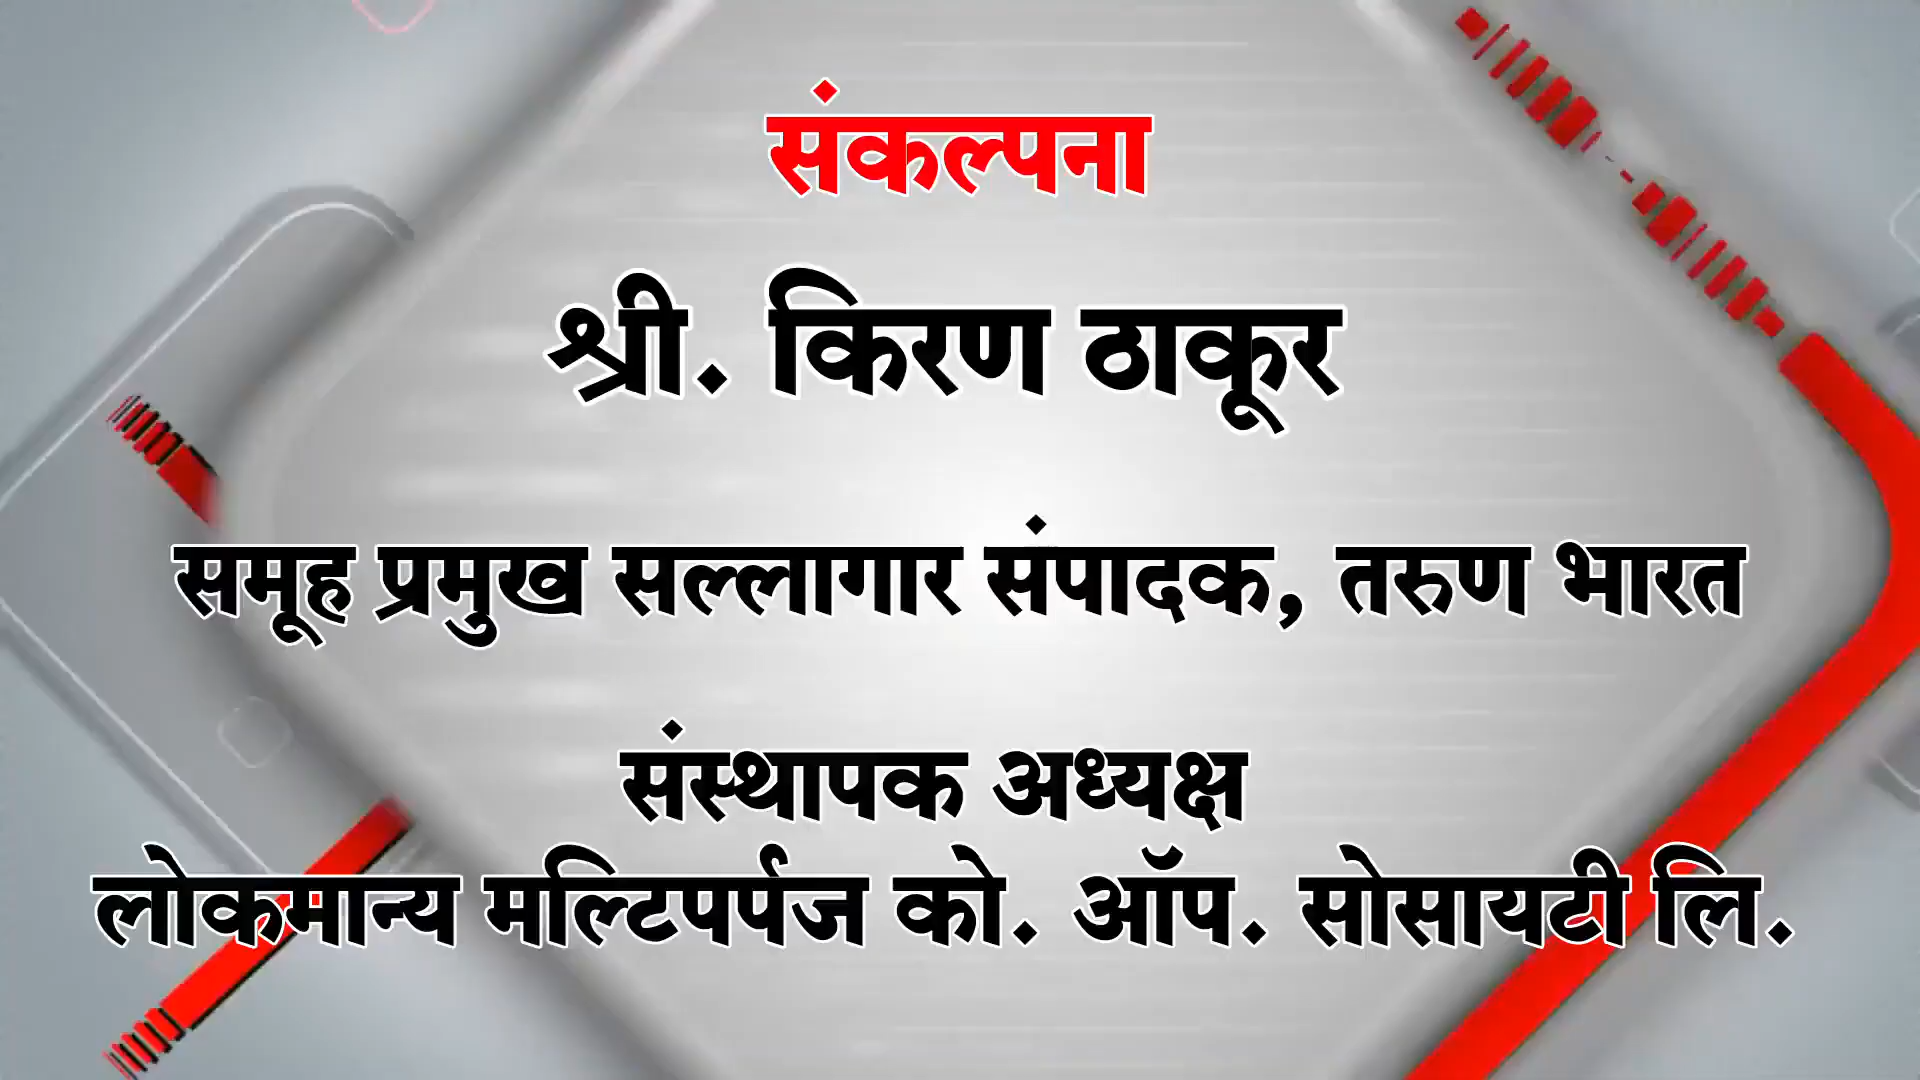 संकल्पना
श्री. किरण ठाकूर
समूह प्रमुख सल्लागार संपादक, तरुण भारत
संस्थापक अध्यक्ष
लोकमान्य मल्टिपर्पज को. ऑप. सोसायटी लि.